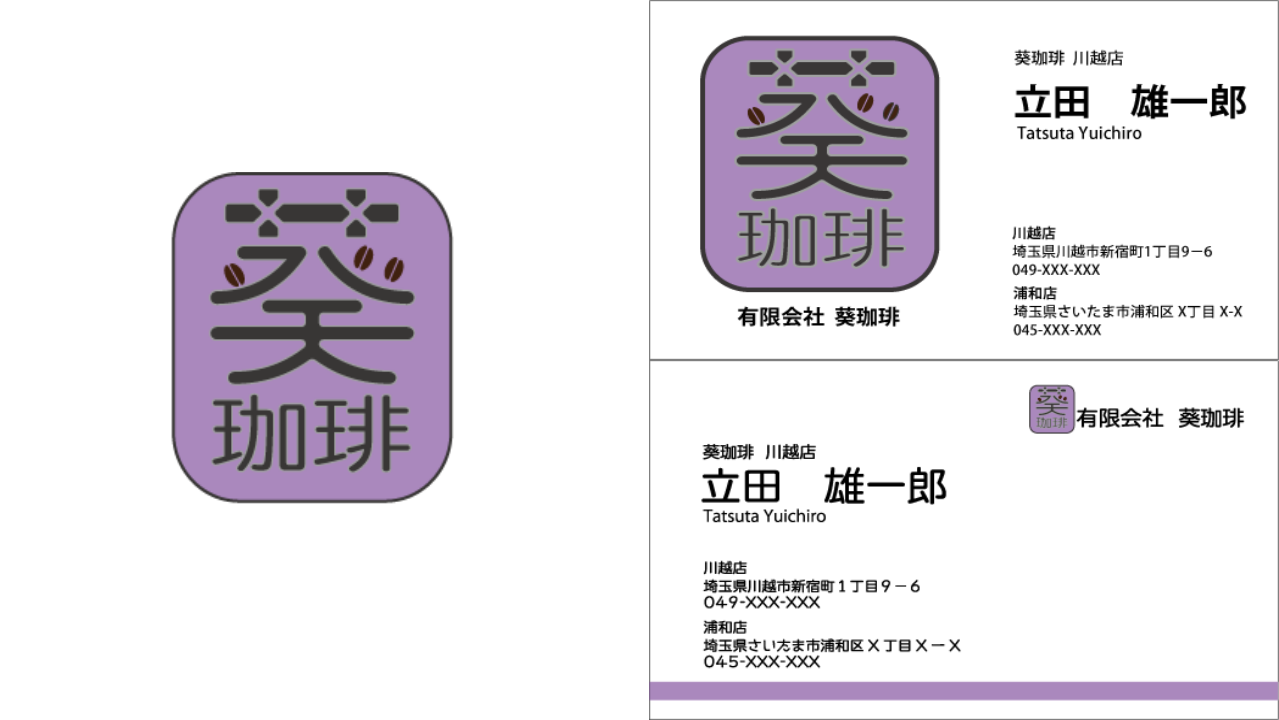 葵
珈琲
葵
珈琲
有限会社 葵珈琲
葵珈琲 川越店
立田 雄一郎
Tatsuta Yuichiro
川越店
埼玉県川越市新宿町1丁目9−6
049-XXX-XXX
浦和店
埼玉県さいたま市浦和区 X丁目 X-X
045-XXX-XXX
葵
珈琲
有限会社 葵珈琲
葵珈琲 川越店
立田 雄一郎
Tatsuta Yuichiro
川越店
埼玉県川越市新宿町1丁目9−6
049-XXX-XXX
浦和店
埼玉県さいたま市浦和区X丁目X−X
045-XXX-XXX